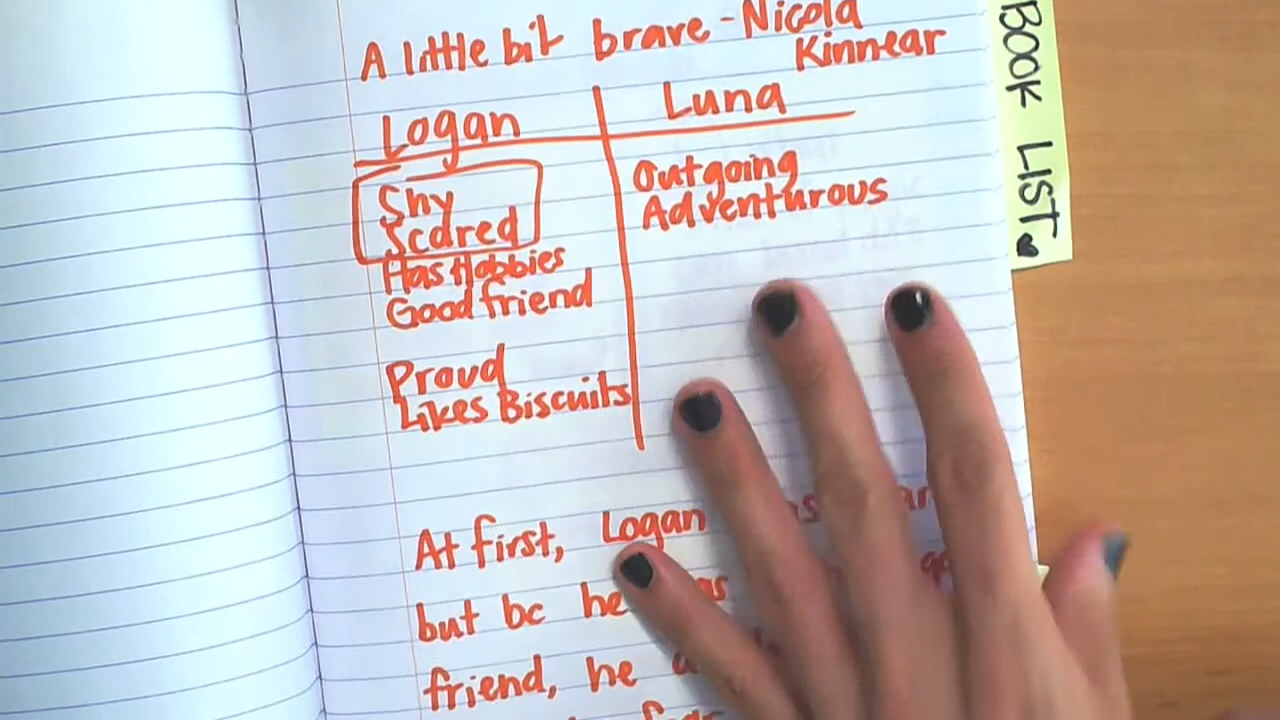 A little bit brave - Nicola
Kinnear
Logan
Luna
Shy
Scared
Has Hobbies
Good friend
Proud
Likes Biscuits
Outgoing
Adventurous
At first, Logan
but bc he
friend, he
BOOK LIST